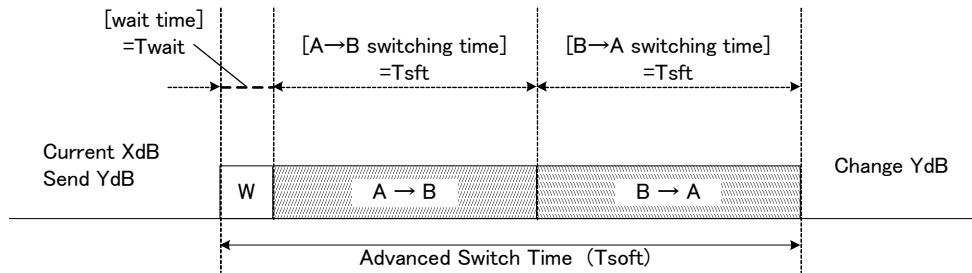 [wait time]
=Twait
[A→B switching time]
=Tsft
[B→A switching time]
=Tsft
Current XdB
Send YdB
W
A → B
B → A
Change YdB
Advanced Switch Time (Tsoft)